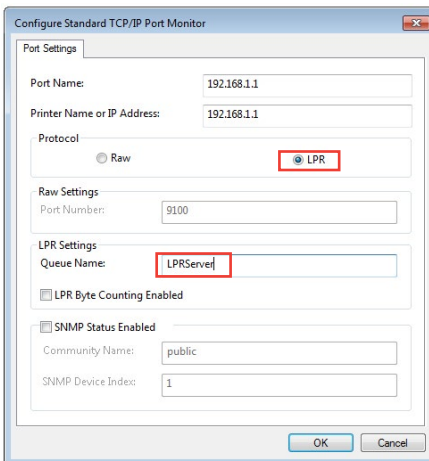 Configure Standard TCP/IP Port Monitor
Port Settings
Port Name: 192.168.1.1
Printer Name or IP Address: 192.168.1.1
Protocol
Raw LPR
Raw Settings
Port Number: 9100
LPR Settings
Queue Name: LPRServer
LPR Byte Counting Enabled
SNMP Status Enabled
Community Name: public
SNMP Device Index: 1
OK Cancel